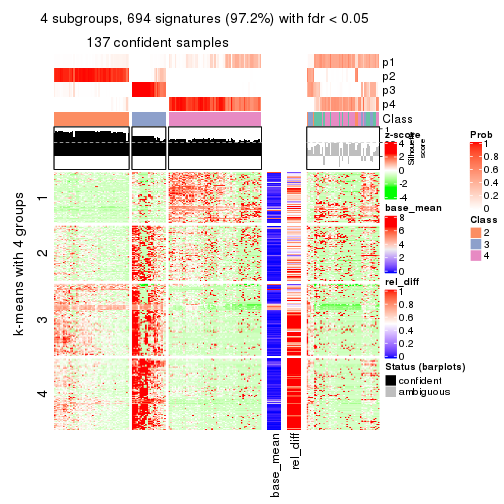 4 subgroups, 694 signatures (97.2%) with fdr < 0.05
137 confident samples
p1
p2
p3
p4
Class
1
Silhouette
score
k-means with 4 groups
1
2
3
4
base_mean
rel_diff
z-score
4
2
0
-2
-4
base_mean
8
6
4
2
0
rel_diff
1
0.8
0.6
0.4
0.2
0
Status (barplots)
confident
ambiguous
Prob
1
0.8
0.6
0.4
0.2
0
Class
2
3
4